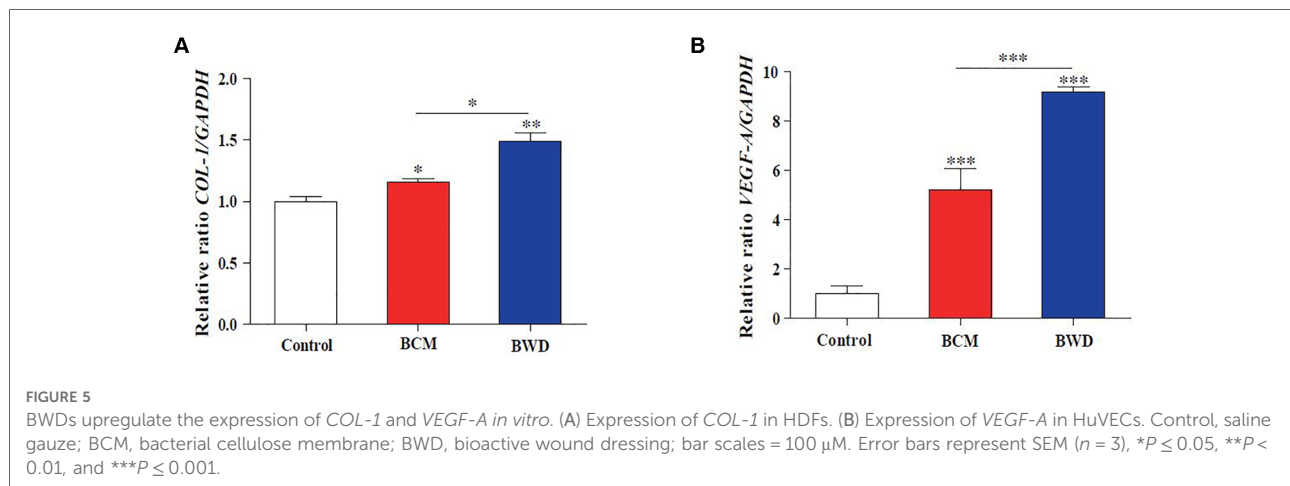 A
Relative ratio COL-1/GAPDH
2.0
1.5
1.0
0.5
0.0
*
*
**
Control
BCM
BWD
B
Relative ratio VEGF-A/GAPDH
10
8
6
4
2
0
***
***
***
Control
BCM
BWD
FIGURE 5
BWDs upregulate the expression of COL-1 and VEGF-A in vitro. (A) Expression of COL-1 in HDFs. (B) Expression of VEGF-A in HuVECs. Control, saline
gauze; BCM, bacterial cellulose membrane; BWD, bioactive wound dressing; bar scales = 100 μM. Error bars represent SEM (n = 3), *P ≤ 0.05, **P <
0.01, and ***P ≤ 0.001.